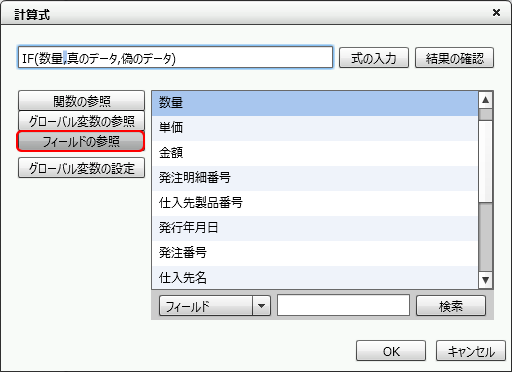 計算式
IF(数量,真のデータ,偽のデータ)
式の入力
結果の確認
関数の参照
グローバル変数の参照
フィールドの参照
グローバル変数の設定
数量
単価
金額
発注明細番号
仕入先製品番号
発行年月日
発注番号
仕入先名
フィールド
検索
OK
キャンセル